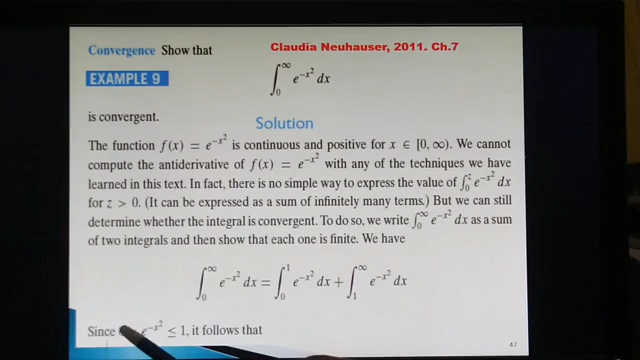 Convergence Show that
Claudia Neuhauser, 2011. Ch.7
EXAMPLE 9
∫₀^∞ e^{-x²} dx
is convergent.
Solution
The function f(x) = e^{-x²} is continuous and positive for x ∈ [0, ∞). We cannot
compute the antiderivative of f(x) = e^{-x²} with any of the techniques we have
learned in this text. In fact, there is no simple way to express the value of ∫₀^z e^{-x²} dx
for z > 0. (It can be expressed as a sum of infinitely many terms.) But we can still
determine whether the integral is convergent. To do so, we write ∫₀^∞ e^{-x²} dx as a sum
of two integrals and then show that each one is finite. We have
∫₀^∞ e^{-x²} dx = ∫₀^1 e^{-x²} dx + ∫₁^∞ e^{-x²} dx
Since e^{-x²} ≤ 1, it follows that
47